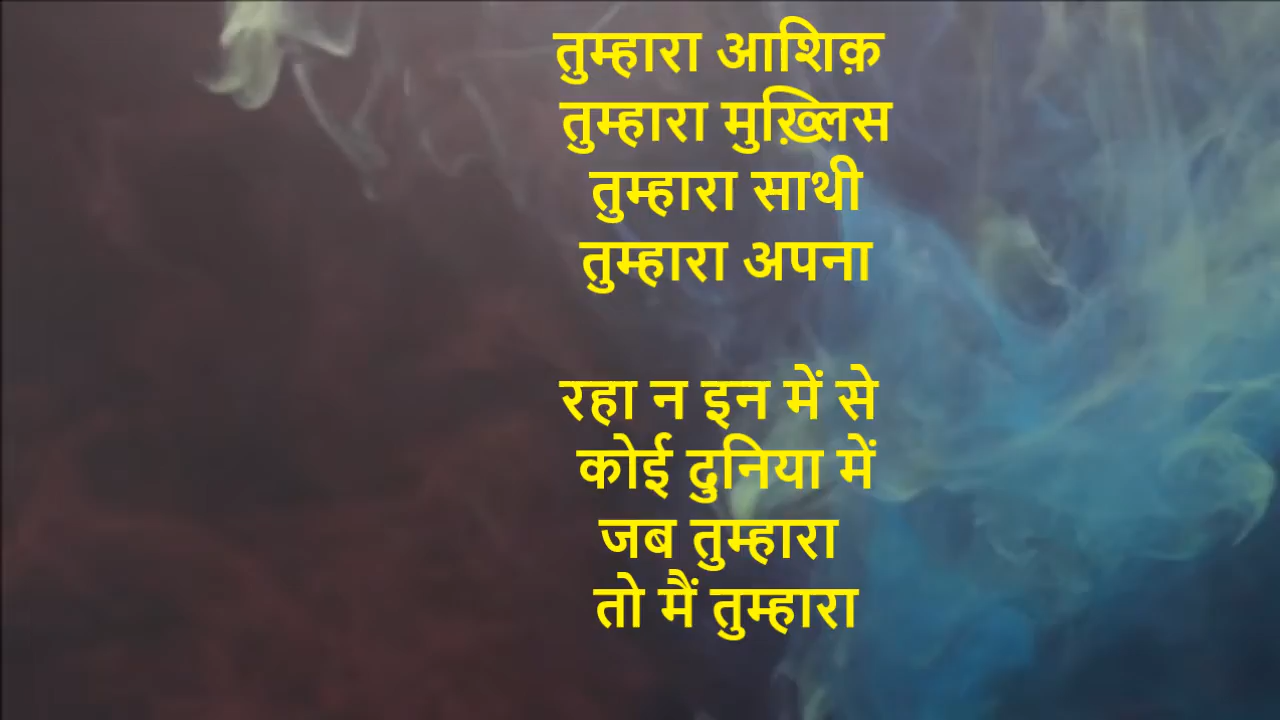 तुम्हारा आशिक़
तुम्हारा मुख़्लिस
तुम्हारा साथी
तुम्हारा अपना
रहा न इन में से
कोई दुनिया में
जब तुम्हारा
तो मैं तुम्हारा